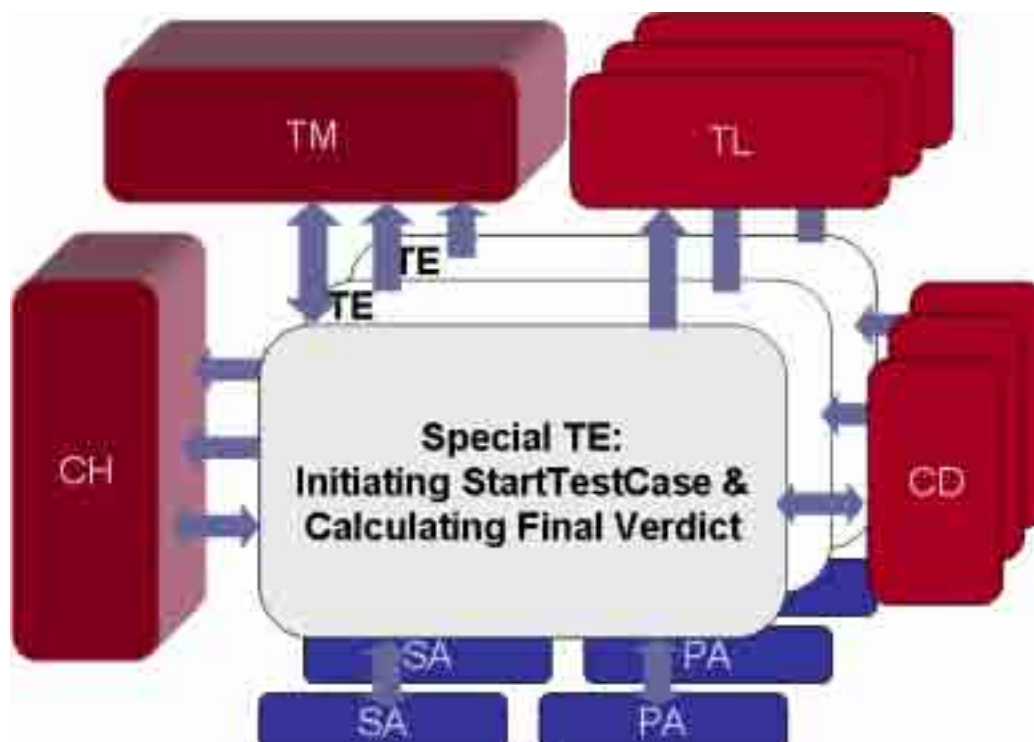 TM
TL
TE
TE
CH
Special TE:
Initiating StartTestCase &
Calculating Final Verdict
CD
SA
PA
SA
PA